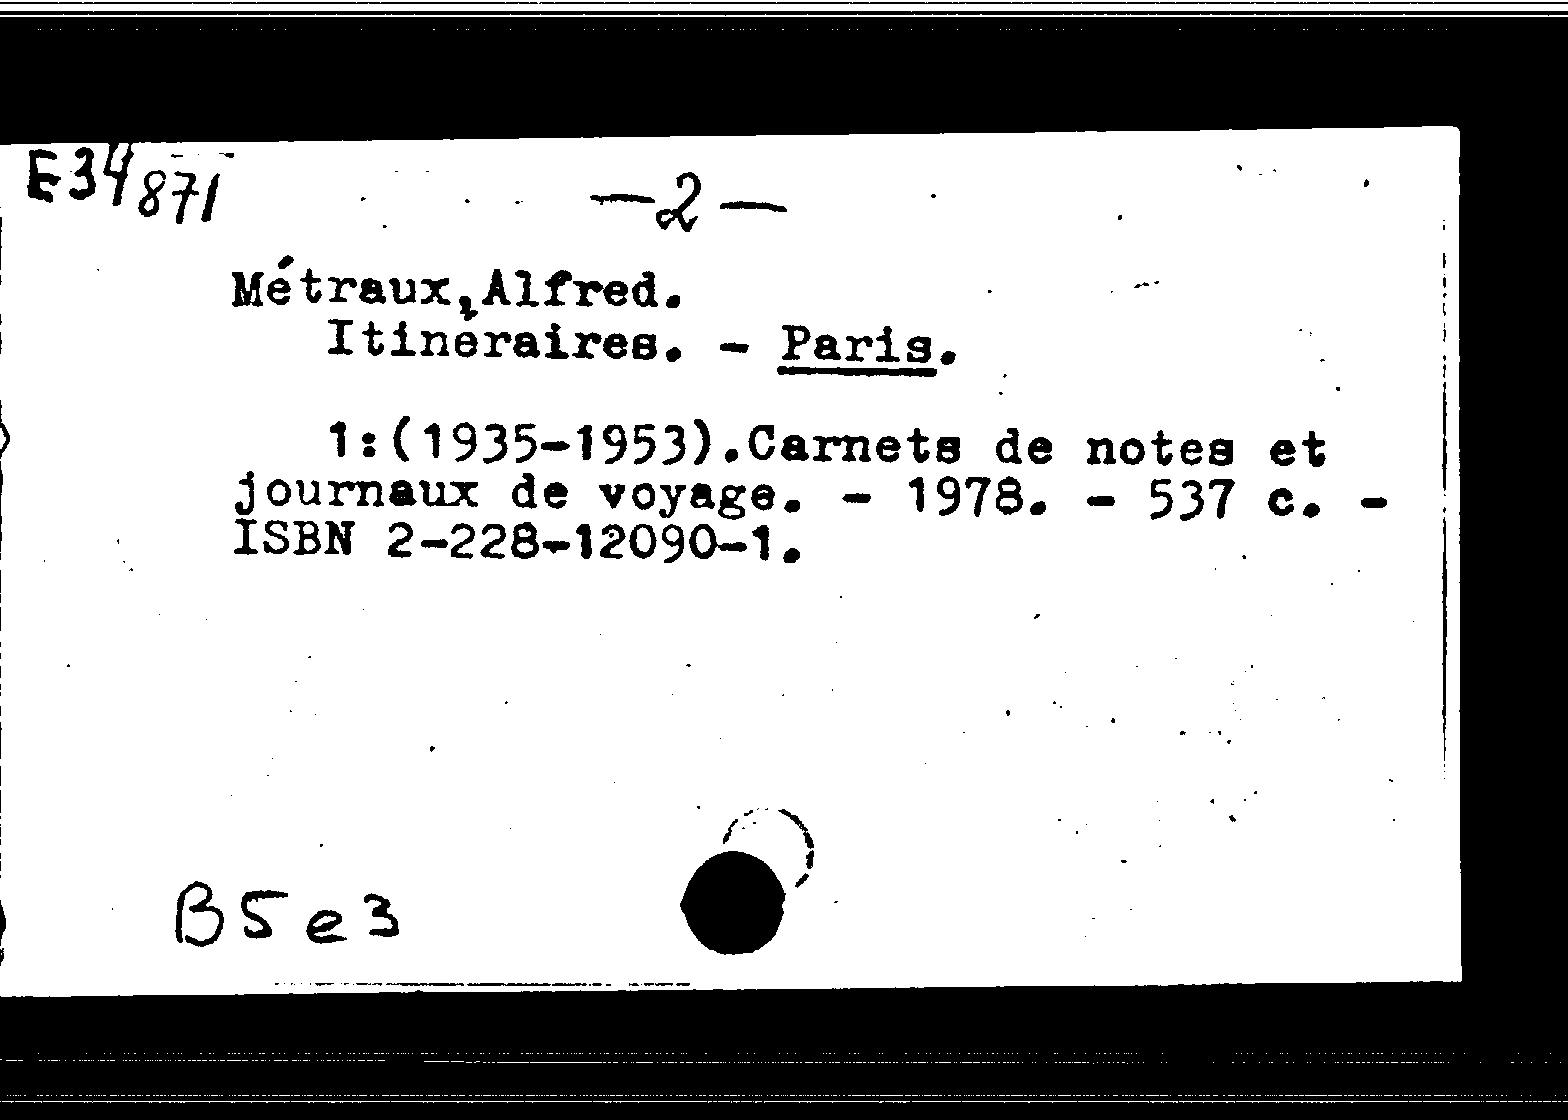 E34871
—2—
Métraux,Alfred.
Itinéraires. - Paris.
1:(1935-1953).Carnets de notes et
journaux de voyage. - 1978. - 537 c. -
ISBN 2-228-12090-1.
B5e3